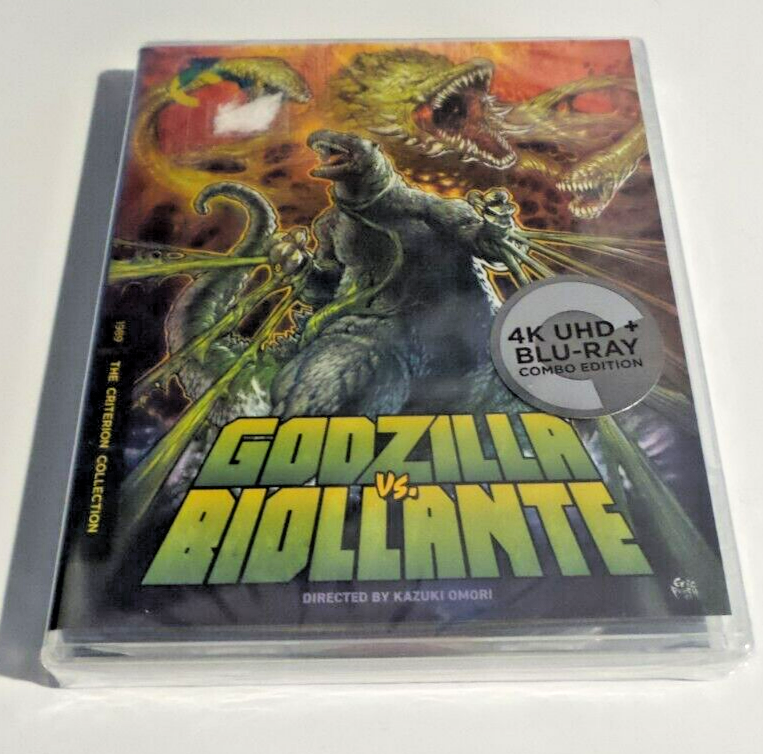 1989 THE CRITERION COLLECTION
4K UHD +
BLU-RAY
COMBO EDITION
GODZILLA
VS.
BIOLLANTE
DIRECTED BY KAZUKI OMORI